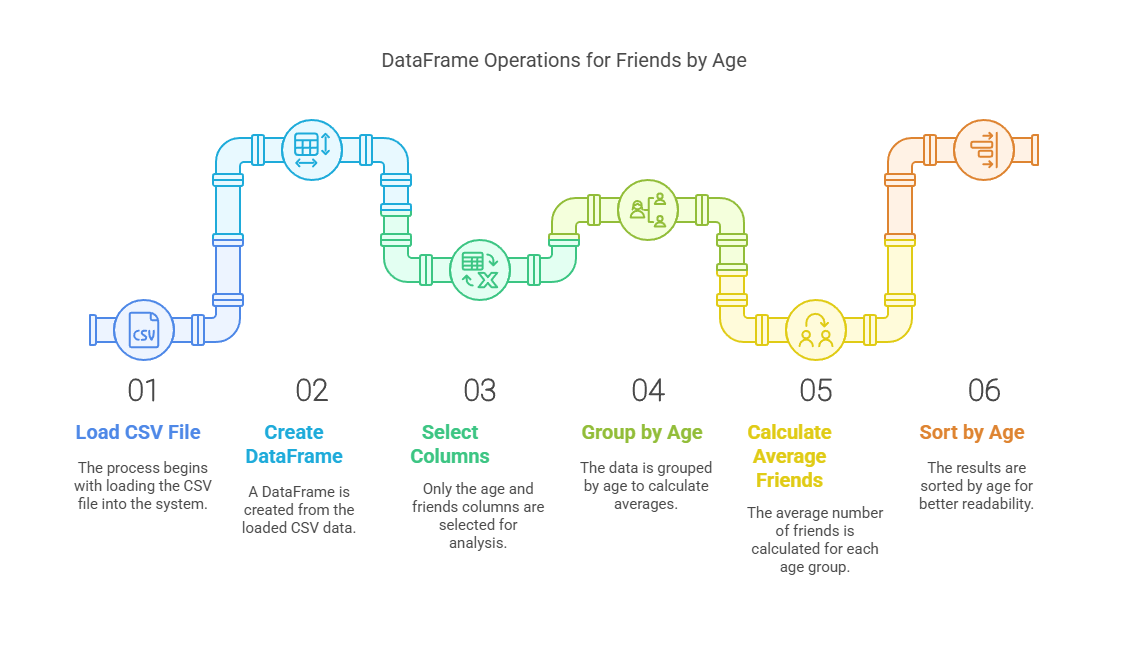 DataFrame Operations for Friends by Age
CSV
01
Load CSV File
The process begins
with loading the CSV
file into the system.
02
Create
DataFrame
A DataFrame is
created from the
loaded CSV data.
03
Select
Columns
Only the age and
friends columns are
selected for
analysis.
04
Group by Age
The data is grouped
by age to calculate
averages.
05
Calculate
Average
Friends
The average number
of friends is
calculated for each
age group.
06
Sort by Age
The results are
sorted by age for
better readability.